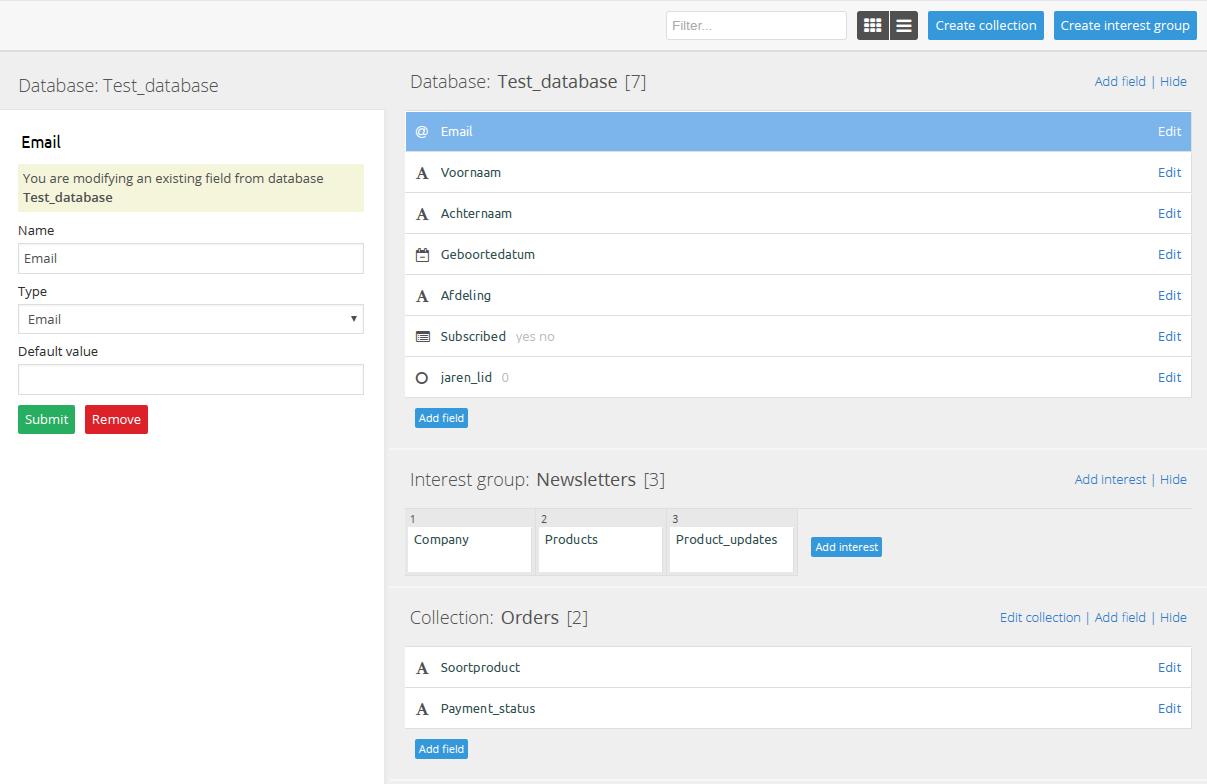 Filter...
Create collection
Create interest group
Database: Test_database
Email
You are modifying an existing field from database
Test_database
Name
Email
Type
Email
Default value
Submit Remove
Database: Test_database [7]
Add field | Hide
@ Email Edit
A Voornaam Edit
A Achternaam Edit
Geboortedatum Edit
A Afdeling Edit
Subscribed yes no Edit
jaren_lid 0 Edit
Add field
Interest group: Newsletters [3]
Add interest | Hide
1 2 3
Company Products Product_updates
Add interest
Collection: Orders [2]
Edit collection | Add field | Hide
A Soortproduct Edit
A Payment_status Edit
Add field